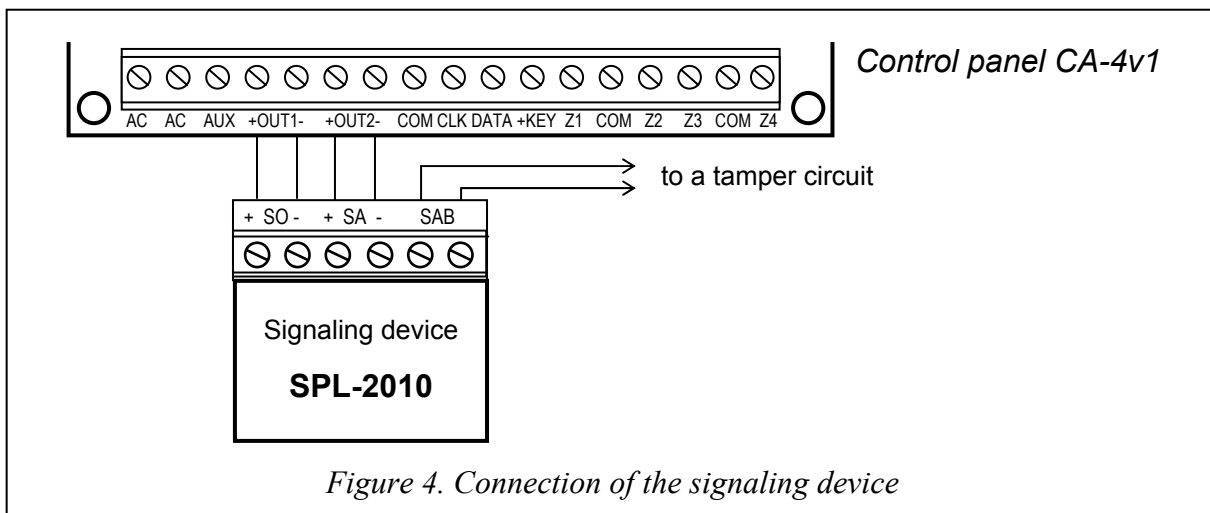 Control panel CA-4v1
AC AC AUX +OUT1- +OUT2- COM CLK DATA +KEY Z1 COM Z2 Z3 COM Z4
to a tamper circuit
+ SO - + SA - SAB
Signaling device
SPL-2010
Figure 4. Connection of the signaling device